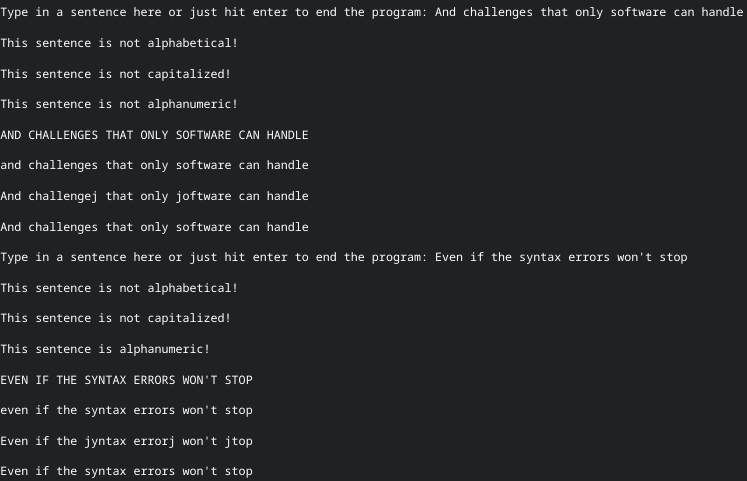 Type in a sentence here or just hit enter to end the program: And challenges that only software can handle
This sentence is not alphabetical!
This sentence is not capitalized!
This sentence is not alphanumeric!
AND CHALLENGES THAT ONLY SOFTWARE CAN HANDLE
and challenges that only software can handle
And challengej that only joftware can handle
And challenges that only software can handle
Type in a sentence here or just hit enter to end the program: Even if the syntax errors won't stop
This sentence is not alphabetical!
This sentence is not capitalized!
This sentence is alphanumeric!
EVEN IF THE SYNTAX ERRORS WON'T STOP
even if the syntax errors won't stop
Even if the jyntax errorj won't jtop
Even if the syntax errors won't stop